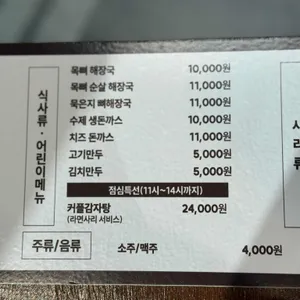 식사류 · 어린이메뉴
목뼈 해장국 10,000원
목뼈 순살 해장국 11,000원
묵은지 뼈해장국 11,000원
수제 생돈까스 10,000원
치즈 돈까스 11,000원
고기만두 5,000원
김치만두 5,000원
점심특선(11시~14시까지)
커플감자탕 24,000원
(라면사리 서비스)
주류/음류 소주/맥주 4,000원